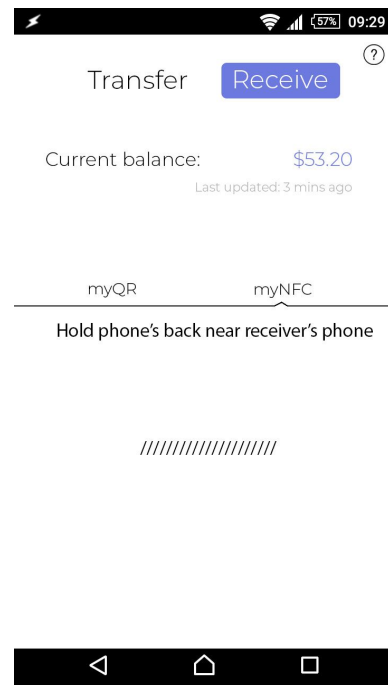 57% 09:29
?
Transfer Receive
Current balance: $53.20
Last updated: 3 mins ago
myQR myNFC
Hold phone's back near receiver's phone
/////////////////////